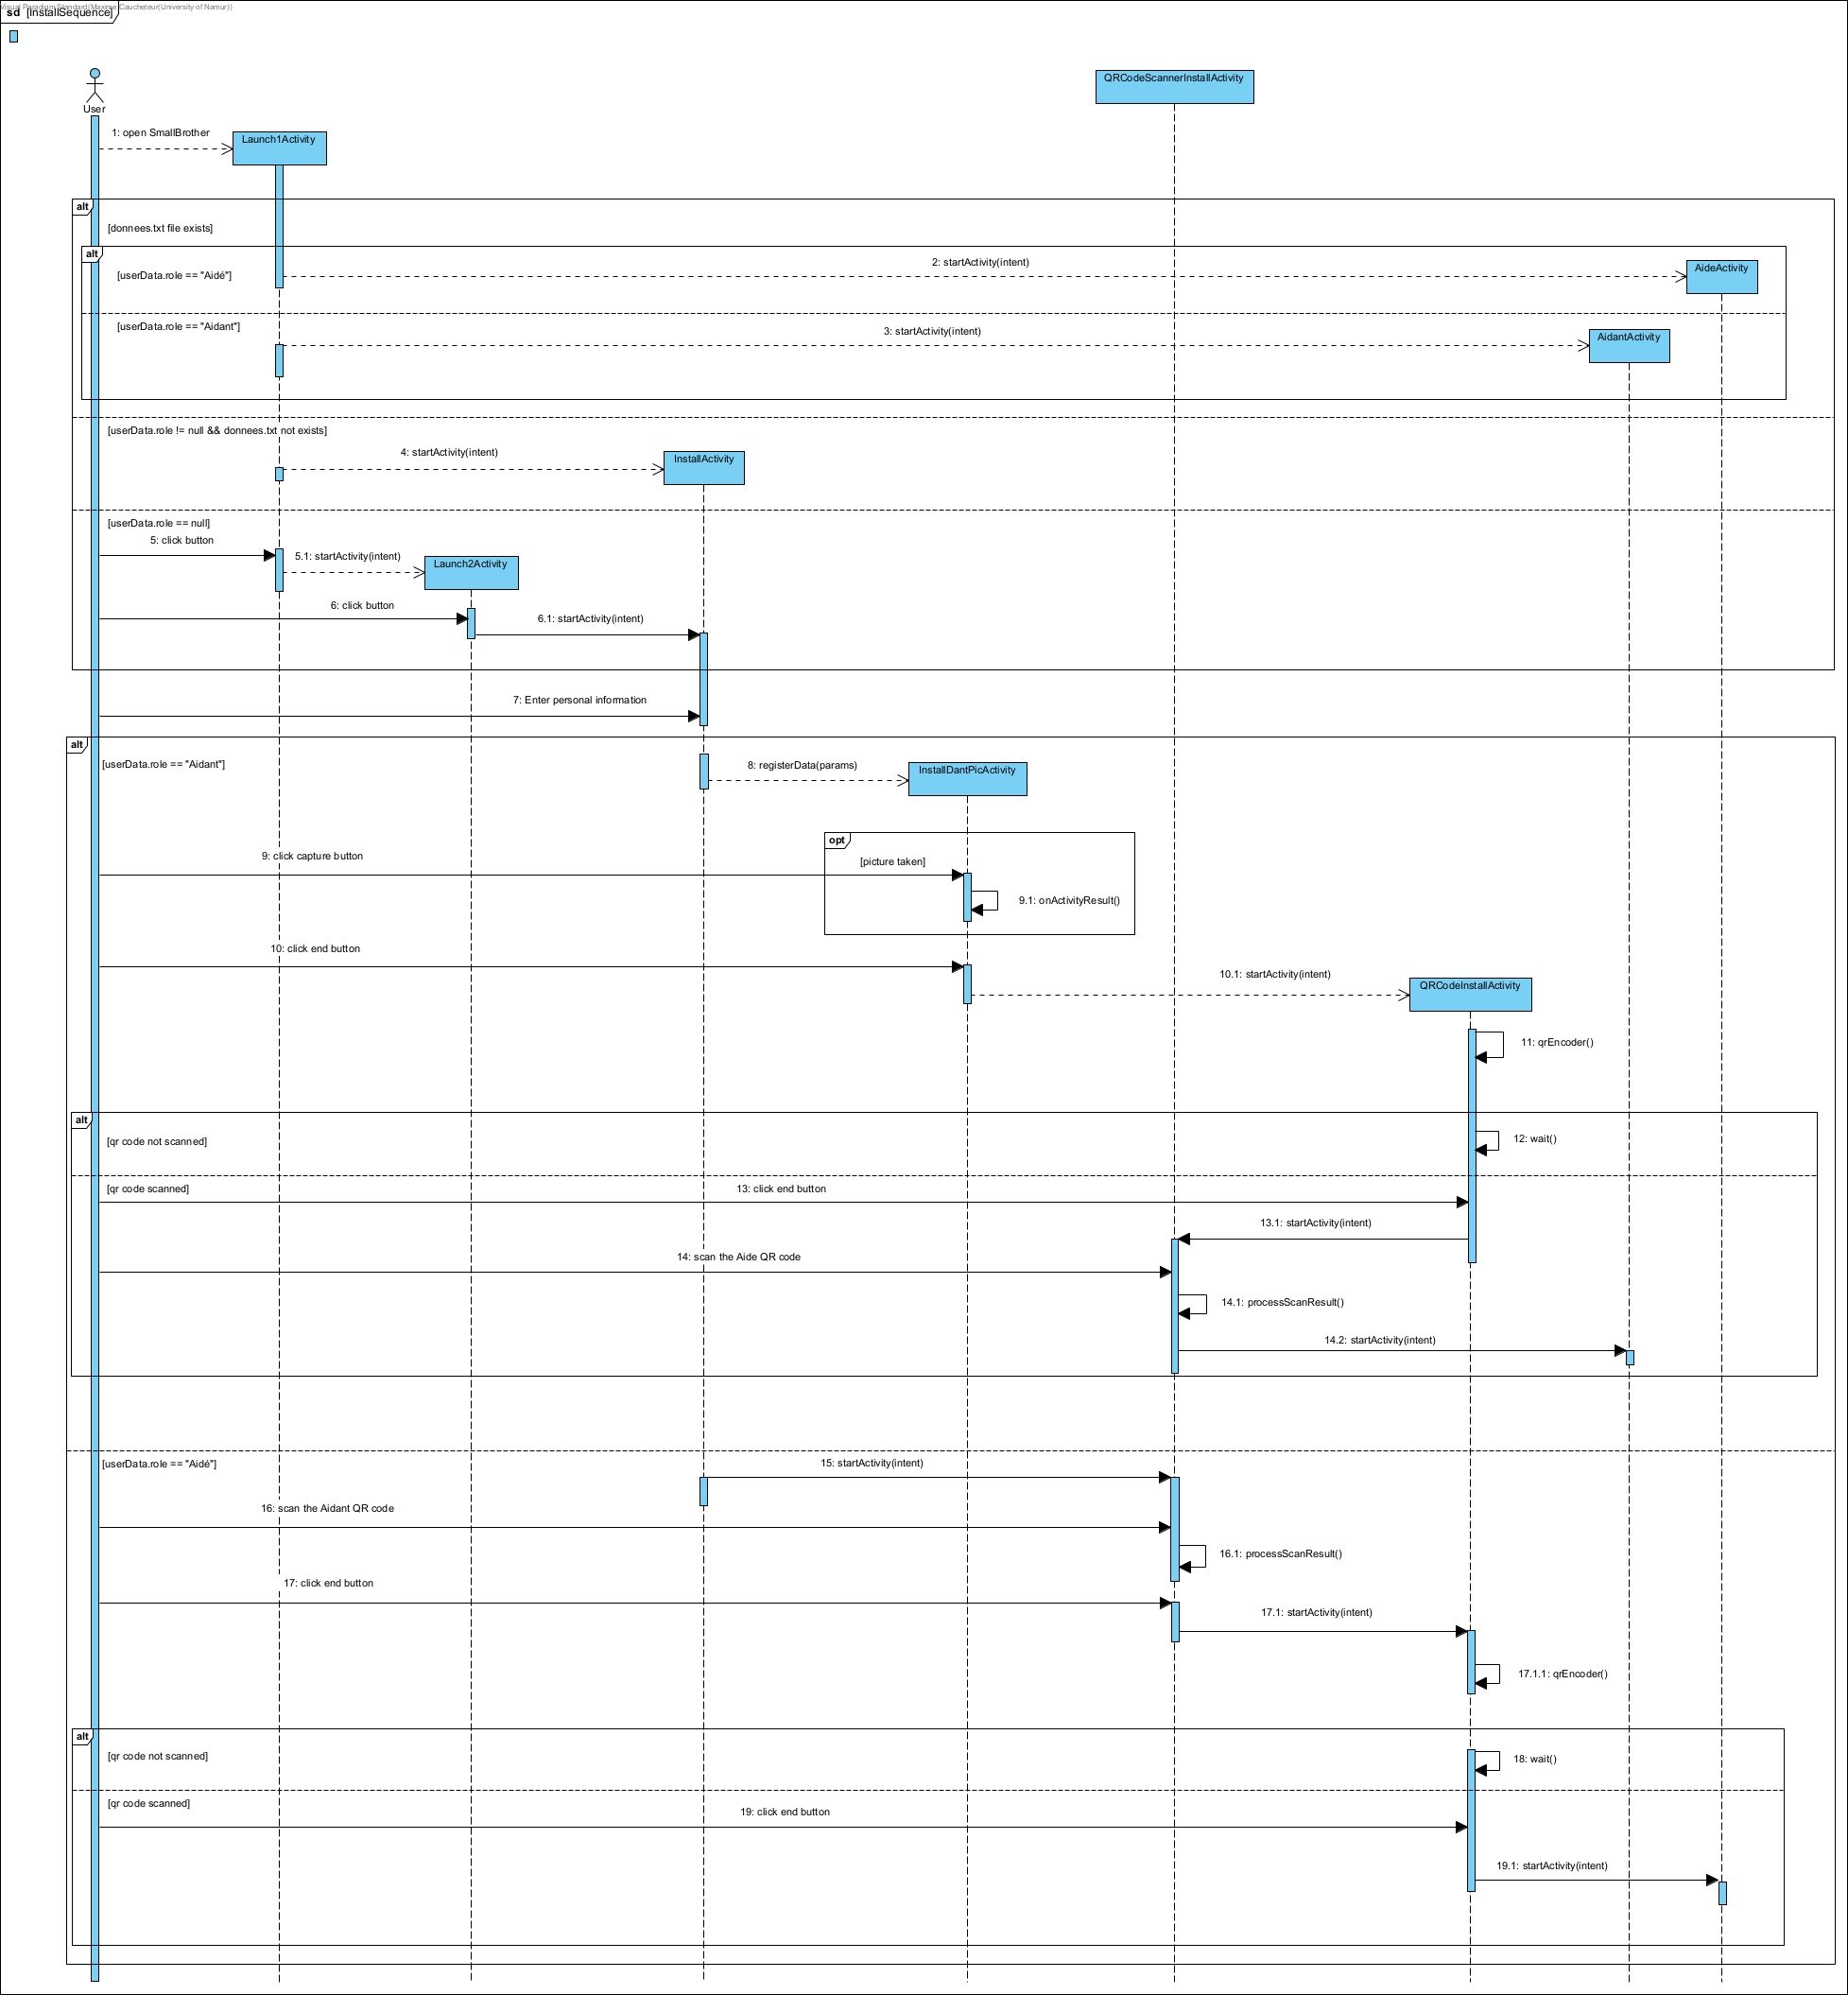 Visual Paradigm Standard(Maxime Caucheteur(University of Namur))
sd [InstallSequence]
QRCodeScannerInstallActivity
User
1: open SmallBrother
Launch1Activity
alt
[donnees.txt file exists]
alt
2: startActivity(intent)
AideActivity
[userData.role == "Aidé"]
[userData.role == "Aidant"]
3: startActivity(intent)
AidantActivity
[userData.role != null && donnees.txt not exists]
4: startActivity(intent)
InstallActivity
[userData.role == null]
5: click button
5.1: startActivity(intent)
Launch2Activity
6: click button
6.1: startActivity(intent)
7: Enter personal information
alt
[userData.role == "Aidant"]
8: registerData(params)
InstallDantPicActivity
opt
9: click capture button
[picture taken]
9.1: onActivityResult()
10: click end button
10.1: startActivity(intent)
QRCodeInstallActivity
11: qrEncoder()
alt
[qr code not scanned]
12: wait()
[qr code scanned]
13: click end button
13.1: startActivity(intent)
14: scan the Aide QR code
14.1: processScanResult()
14.2: startActivity(intent)
[userData.role == "Aidé"]
15: startActivity(intent)
16: scan the Aidant QR code
16.1: processScanResult()
17: click end button
17.1: startActivity(intent)
17.1.1: qrEncoder()
alt
[qr code not scanned]
18: wait()
[qr code scanned]
19: click end button
19.1: startActivity(intent)